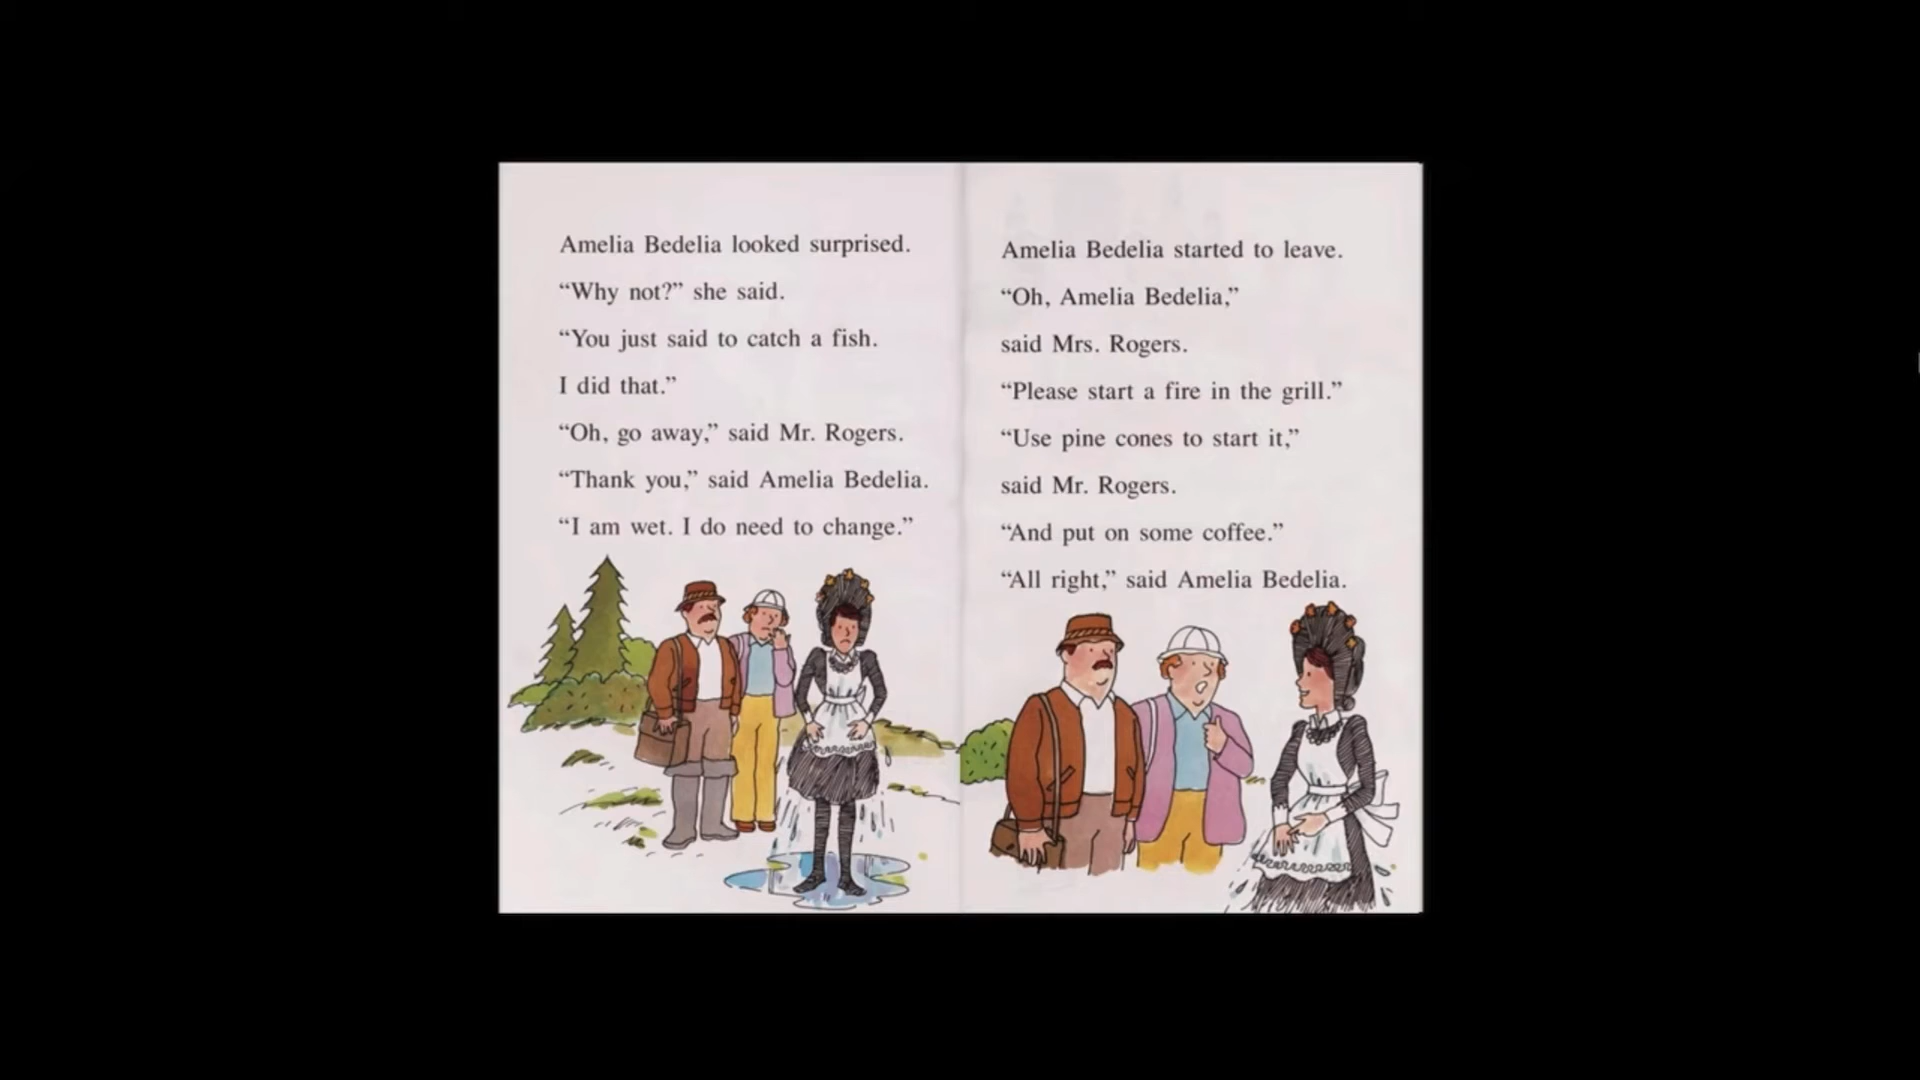 Amelia Bedelia looked surprised.
“Why not?” she said.
“You just said to catch a fish.
I did that.”
“Oh, go away,” said Mr. Rogers.
“Thank you,” said Amelia Bedelia.
“I am wet. I do need to change.”
Amelia Bedelia started to leave.
“Oh, Amelia Bedelia,”
said Mrs. Rogers.
“Please start a fire in the grill.”
“Use pine cones to start it,”
said Mr. Rogers.
“And put on some coffee.”
“All right,” said Amelia Bedelia.